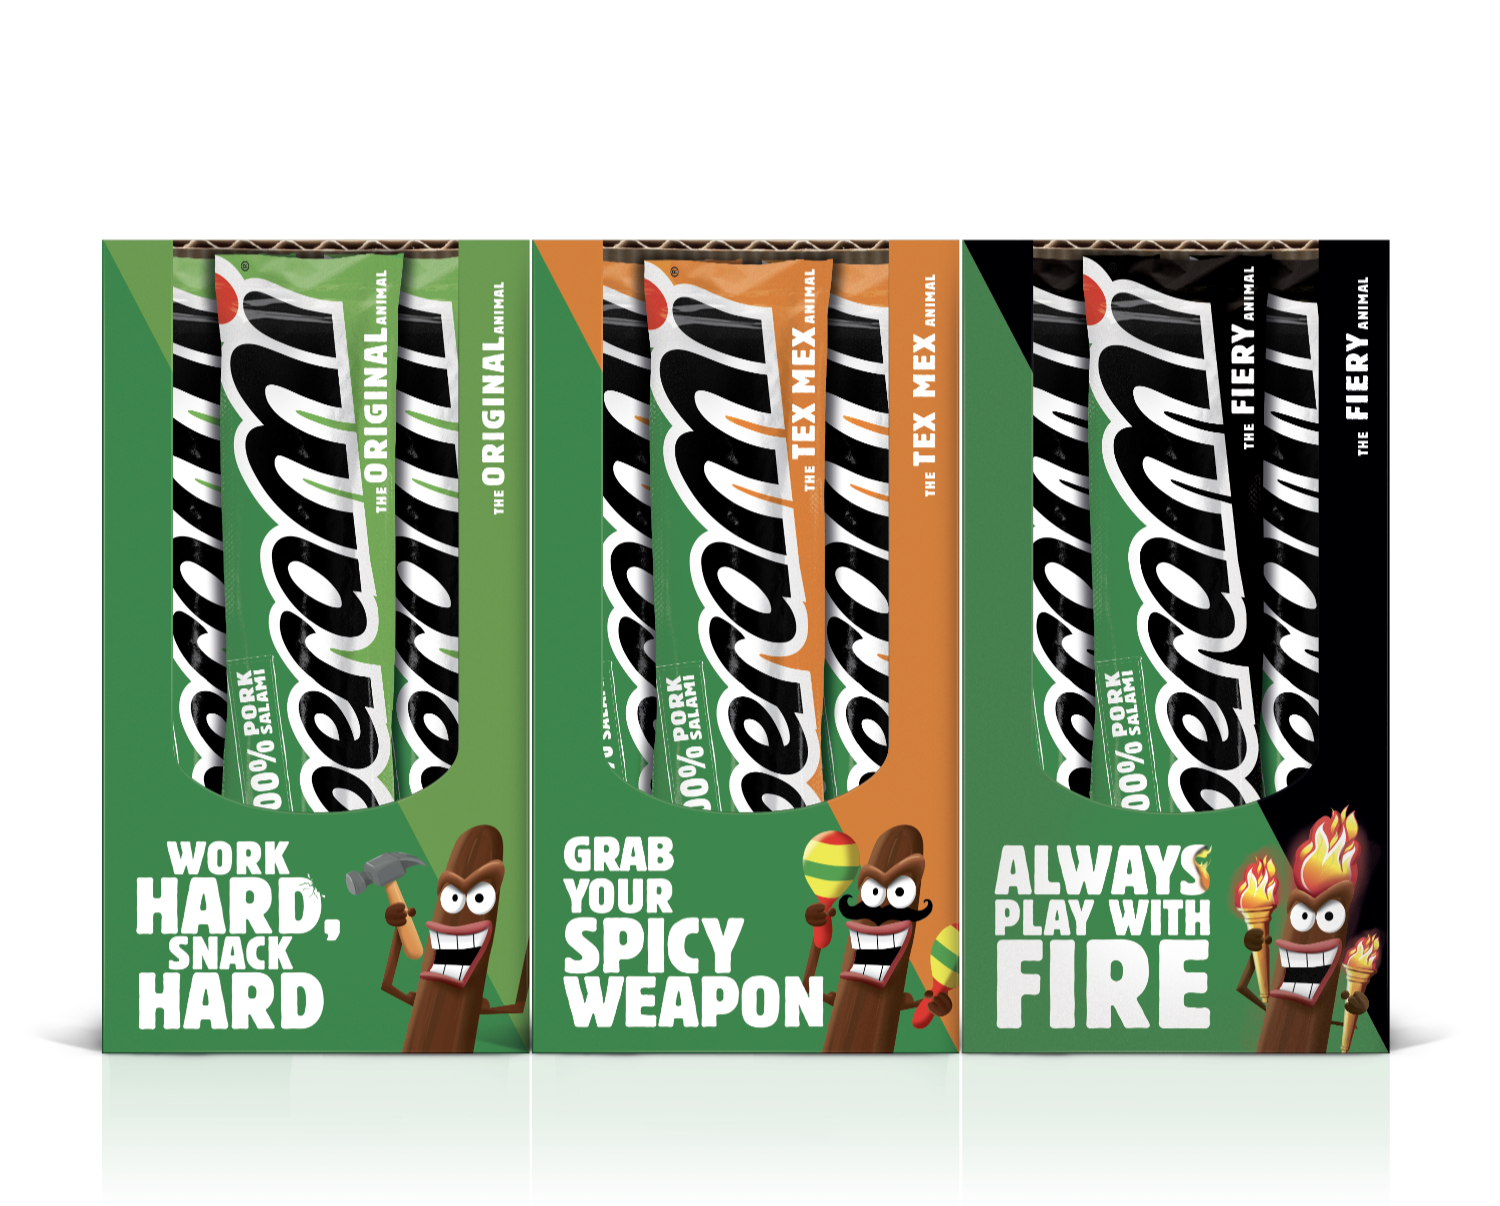 THE ORIGINAL ANIMAL
THE ORIGINAL ANIMAL
100% PORK
SALAMI
WORK
HARD,
SNACK
HARD
THE TEX MEX ANIMAL
THE TEX MEX ANIMAL
PORK
SALAMI
GRAB
YOUR
SPICY
WEAPON
THE FIERY ANIMAL
THE FIERY ANIMAL
PORK
SALAMI
ALWAYS
PLAY WITH
FIRE